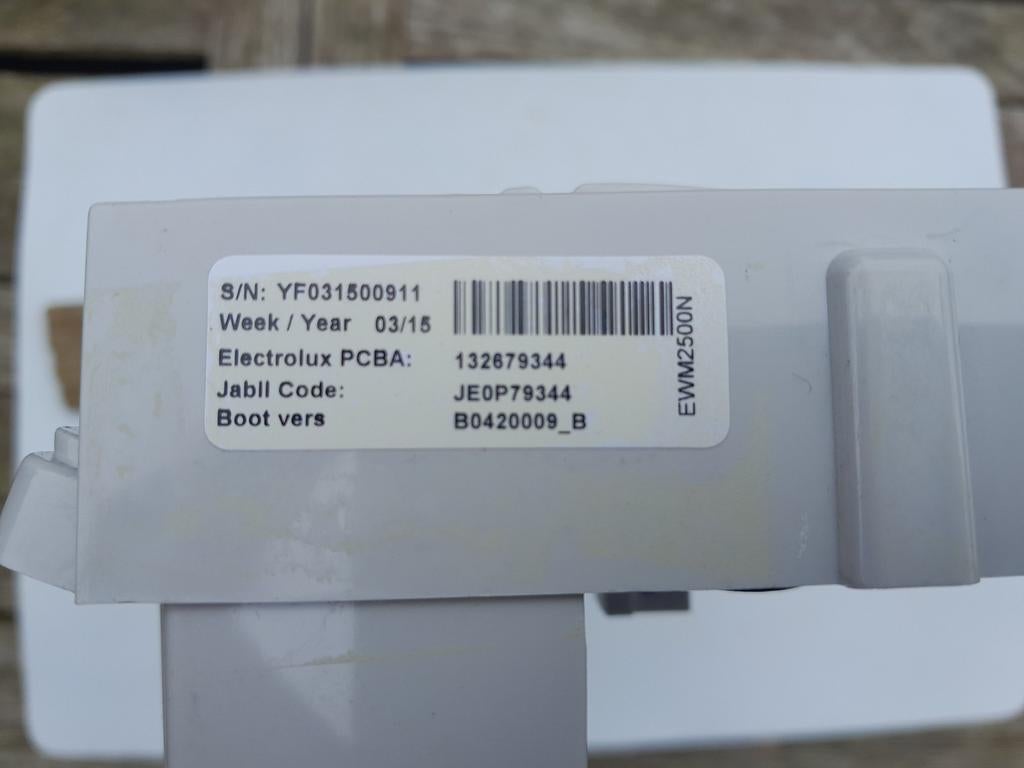 S/N: YF031500911
Week / Year 03/15
Electrolux PCBA: 132679344
Jabil Code: JE0P79344
Boot vers B0420009_B
EWM2500N